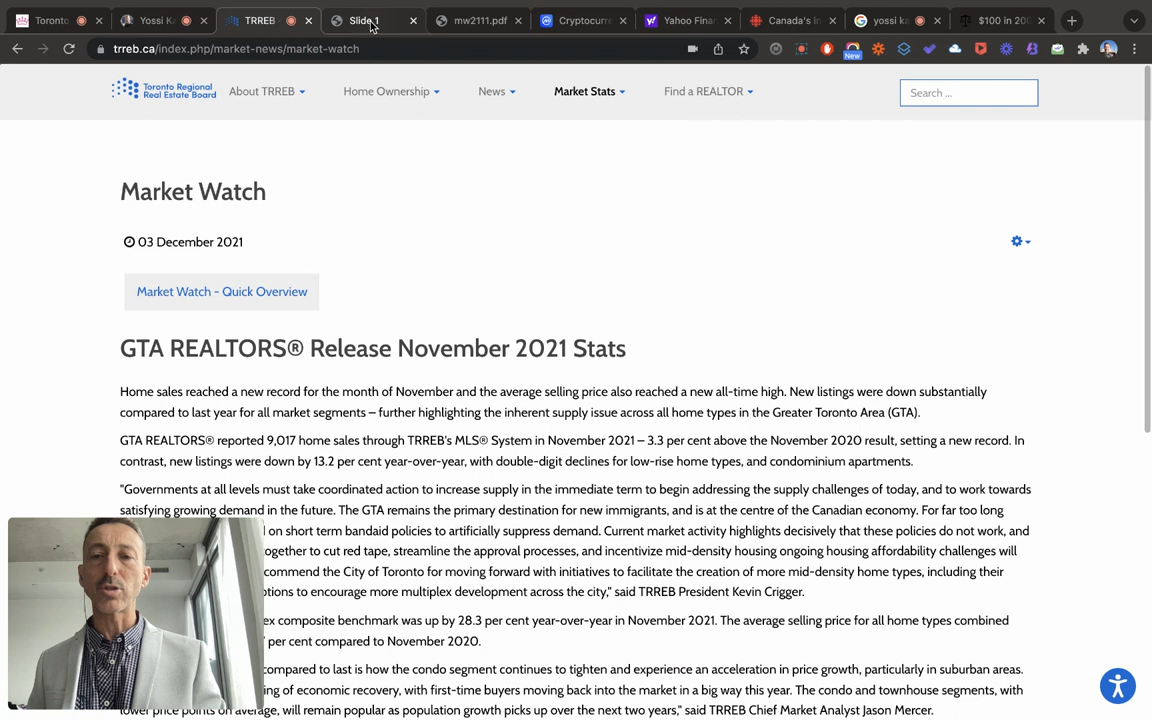 Toronto
Yossi K
TRREB -
Slide 1
mw2111.pdf
Cryptocurre
Yahoo Finan
Canada's in
yossi ka
$100 in 200
trreb.ca/index.php/market-news/market-watch
New
Toronto Regional
Real Estate Board
About TRREB
Home Ownership
News
Market Stats
Find a REALTOR
Search ...
Market Watch
03 December 2021
Market Watch - Quick Overview
GTA REALTORS® Release November 2021 Stats
Home sales reached a new record for the month of November and the average selling price also reached a new all-time high. New listings were down substantially
compared to last year for all market segments – further highlighting the inherent supply issue across all home types in the Greater Toronto Area (GTA).
GTA REALTORS® reported 9,017 home sales through TRREB's MLS® System in November 2021 – 3.3 per cent above the November 2020 result, setting a new record. In
contrast, new listings were down by 13.2 per cent year-over-year, with double-digit declines for low-rise home types, and condominium apartments.
"Governments at all levels must take coordinated action to increase supply in the immediate term to begin addressing the supply challenges of today, and to work towards
satisfying growing demand in the future. The GTA remains the primary destination for new immigrants, and is at the centre of the Canadian economy. For far too long
on short term bandaid policies to artificially suppress demand. Current market activity highlights decisively that these policies do not work, and
ogether to cut red tape, streamline the approval processes, and incentivize mid-density housing ongoing housing affordability challenges will
commend the City of Toronto for moving forward with initiatives to facilitate the creation of more mid-density home types, including their
ptions to encourage more multiplex development across the city," said TRREB President Kevin Crigger.
ex composite benchmark was up by 28.3 per cent year-over-year in November 2021. The average selling price for all home types combined
per cent compared to November 2020.
compared to last is how the condo segment continues to tighten and experience an acceleration in price growth, particularly in suburban areas.
ing of economic recovery, with first-time buyers moving back into the market in a big way this year. The condo and townhouse segments, with
lower price points on average, will remain popular as population growth picks up over the next two years," said TRREB Chief Market Analyst Jason Mercer.